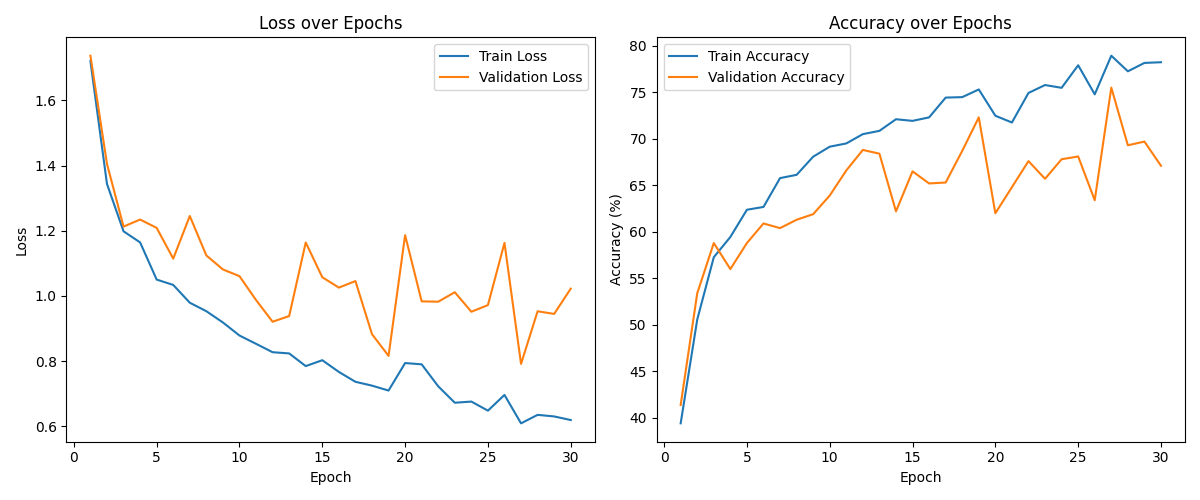 Loss over Epochs
Train Loss
Validation Loss
1.6
1.4
1.2
1.0
0.8
0.6
Loss
0 5 10 15 20 25 30
Epoch
Accuracy over Epochs
Train Accuracy
Validation Accuracy
80
75
70
65
60
55
50
45
40
Accuracy (%)
0 5 10 15 20 25 30
Epoch